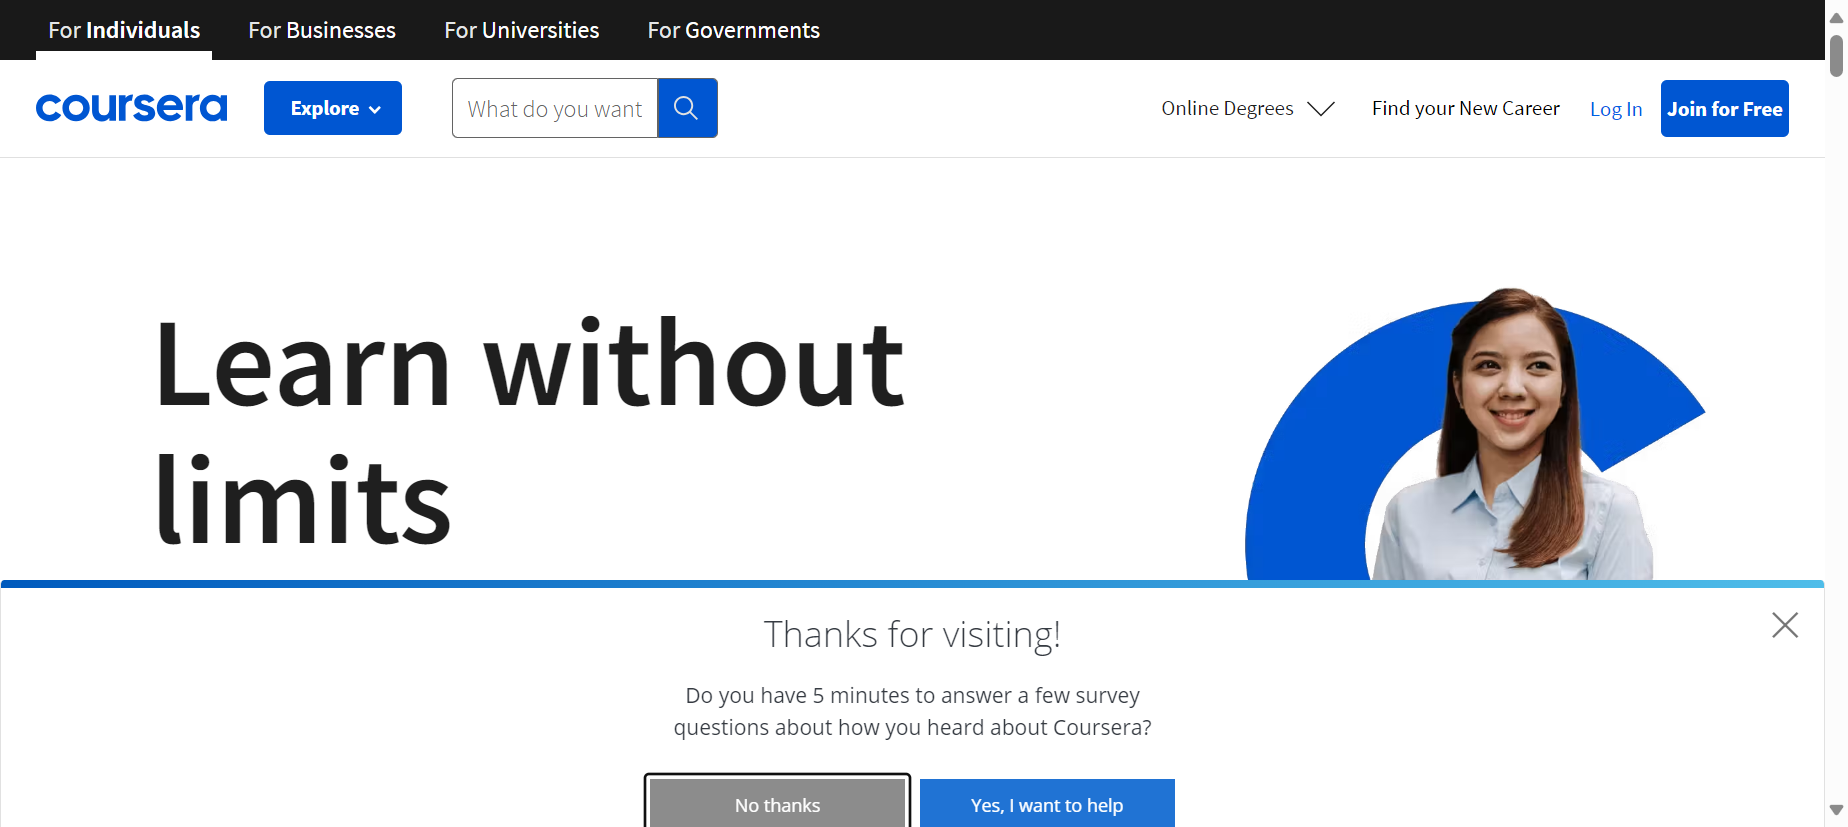 For Individuals
For Businesses
For Universities
For Governments
coursera
Explore
What do you want
Online Degrees
Find your New Career
Log In
Join for Free
Learn without
limits
Thanks for visiting!
Do you have 5 minutes to answer a few survey
questions about how you heard about Coursera?
No thanks
Yes, I want to help